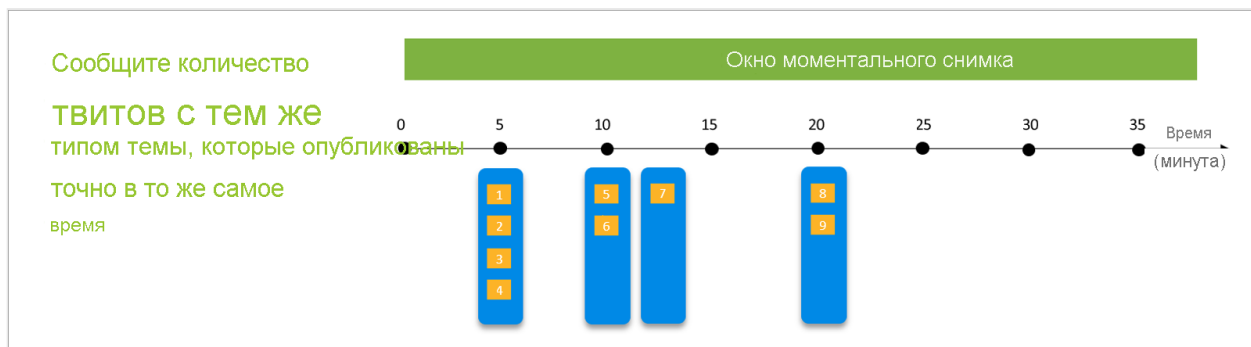 Сообщите количество
твитов с тем же
типом темы, которые опубликованы
точно в то же самое
время
Окно моментального снимка
0 5 10 15 20 25 30 35
Время
(минута)
1 5 7 8
2 6 9
3
4